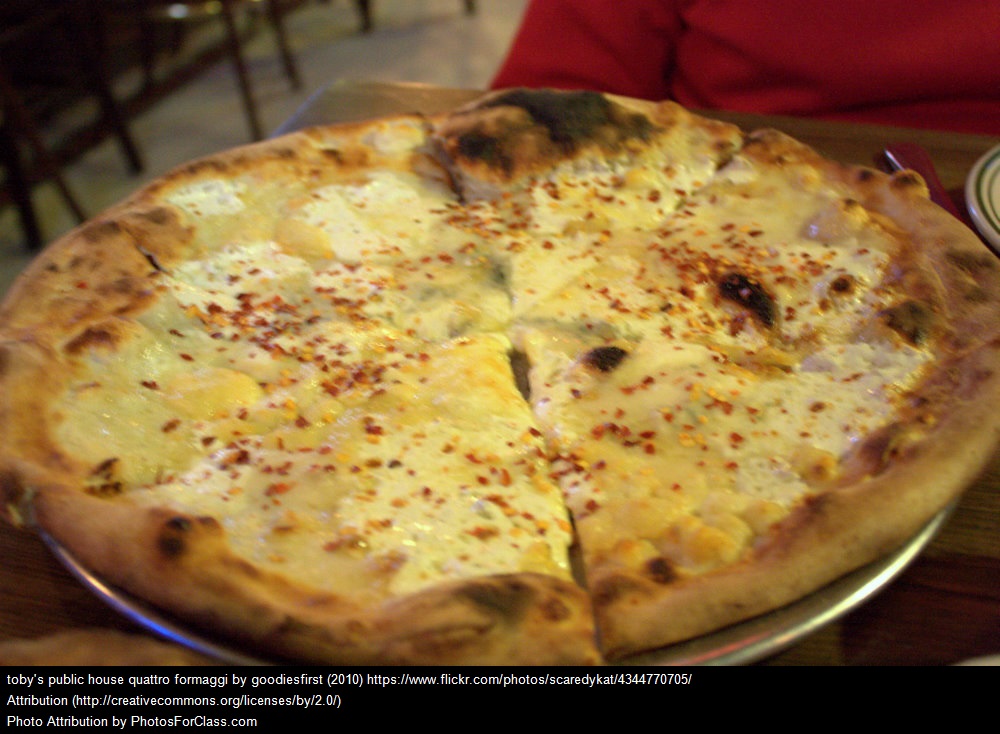 toby's public house quattro formaggi by goodiesfirst (2010) https://www.flickr.com/photos/scaredykat/4344770705/
Attribution (http://creativecommons.org/licenses/by/2.0/)
Photo Attribution by PhotosForClass.com